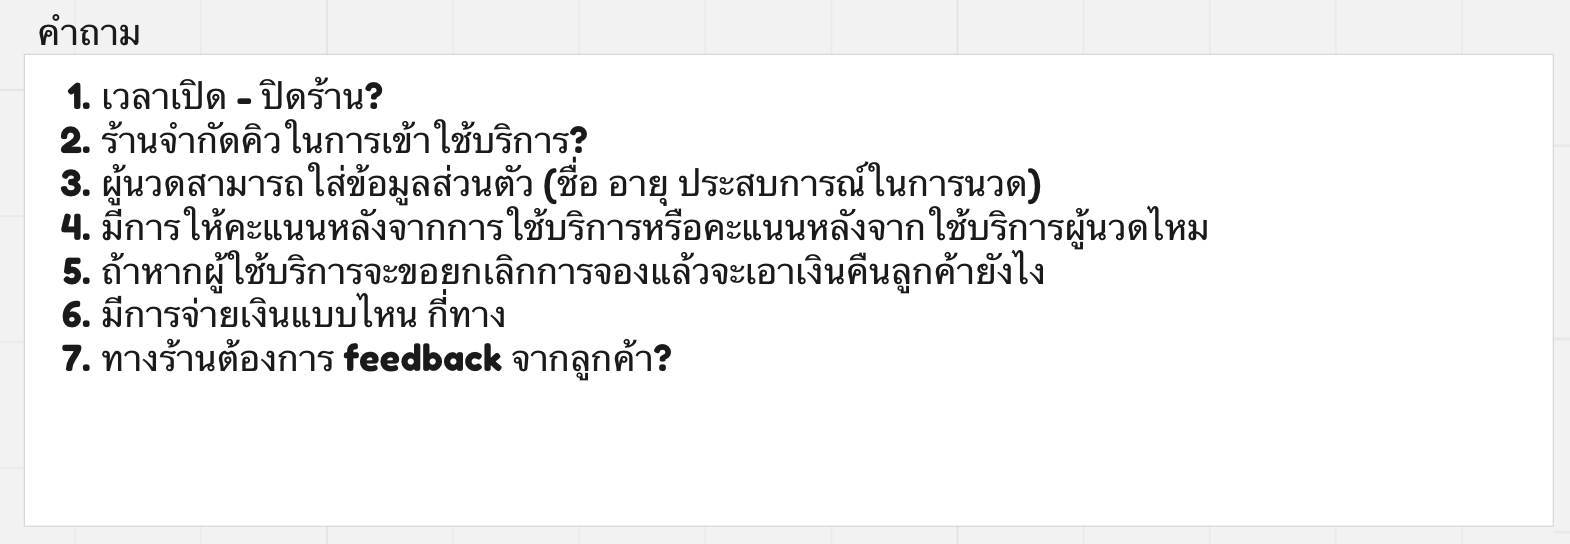 คำถาม
1. เวลาเปิด - ปิดร้าน?
2. ร้านจำกัดคิวในการเข้าใช้บริการ?
3. ผู้นวดสามารถใส่ข้อมูลส่วนตัว (ชื่อ อายุ ประสบการณ์ในการนวด)
4. มีการให้คะแนนหลังจากการใช้บริการหรือคะแนนหลังจากใช้บริการผู้นวดไหม
5. ถ้าหากผู้ใช้บริการจะขอยกเลิกการจองแล้วจะเอาเงินคืนลูกค้ายังไง
6. มีการจ่ายเงินแบบไหน กี่ทาง
7. ทางร้านต้องการ feedback จากลูกค้า?